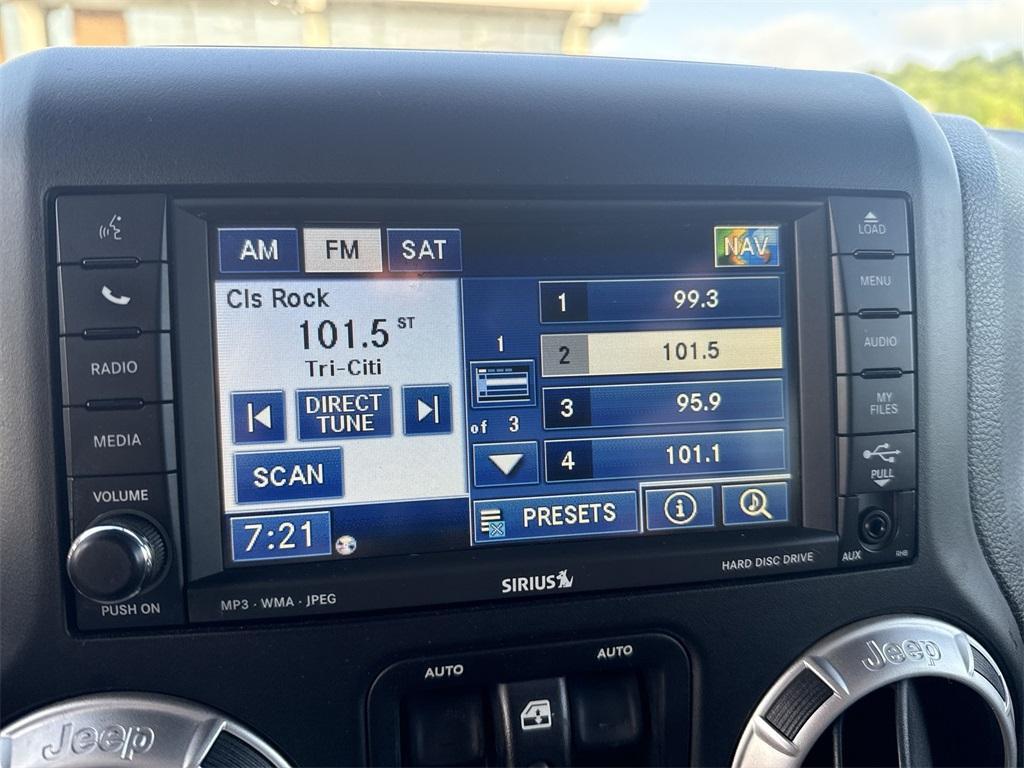 AM FM SAT NAV
Cls Rock
101.5 ST
Tri-Citi
DIRECT
TUNE
SCAN
7:21
1
of 3
1 99.3
2 101.5
3 95.9
4 101.1
PRESETS
i
RADIO
MEDIA
VOLUME
PUSH ON
LOAD
MENU
AUDIO
MY
FILES
PULL
AUX
RHB
MP3 · WMA · JPEG
SIRIUS
HARD DISC DRIVE
AUTO
AUTO
Jeep
Jeep